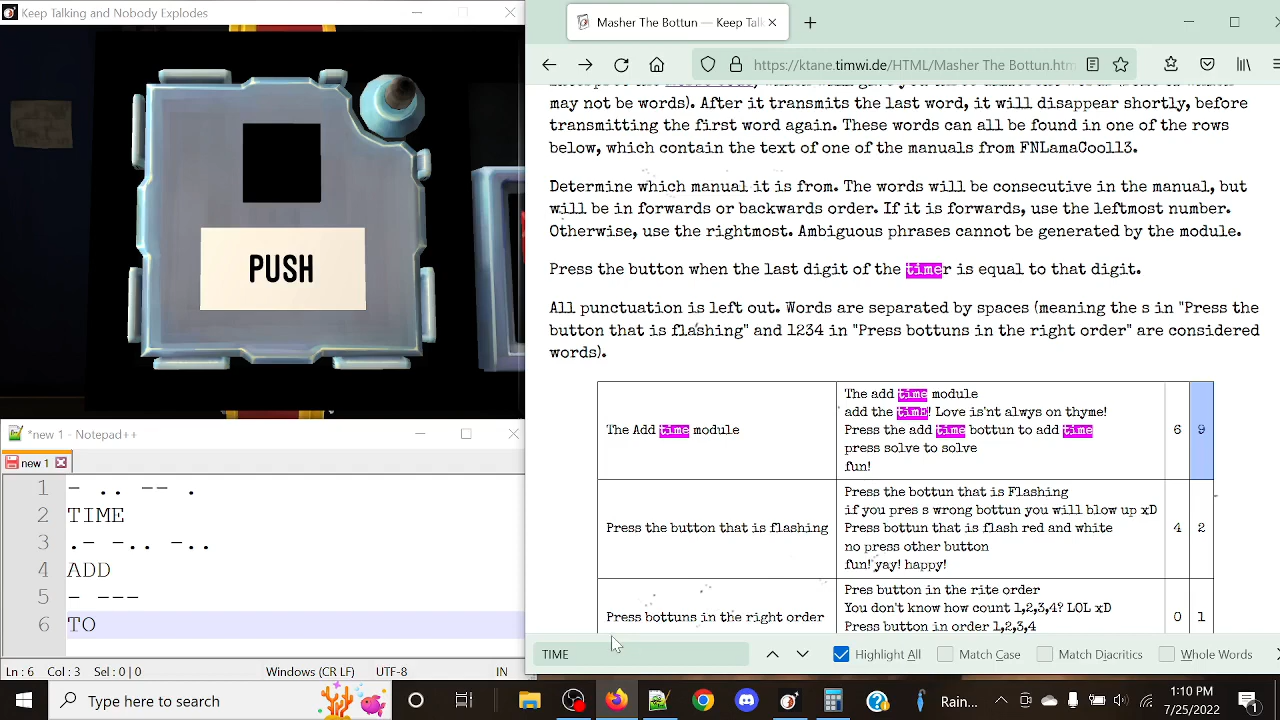 Keep Talking and Nobody Explodes
PUSH
*new 1 - Notepad++
new 1
1 - .. -- .
2 TIME
3 .- -.. -..
4 ADD
5 - ---
6 TO
Ln : 6 Col : 3 Sel : 0 | 0 Windows (CR LF) UTF-8 IN
Masher The Bottun — Keep Talk
https://ktane.timwi.de/HTML/Masher The Bottun.htm
may not be words). After it transmits the last word, it will disappear shortly, before
transmitting the first word again. These words can all be found in one of the rows
below, which contain the text of one of the manuals from FNLamaCool13.
Determine which manual it is from. The words will be consecutive in the manual, but
will be in forwards or backwards order. If it is forwards, use the leftmost number.
Otherwise, use the rightmost. Ambiguous phrases cannot be generated by the module.
Press the button when the last digit of the timer is equal to that digit.
All punctuation is left out. Words are separated by spaces (meaning the s in "Press the
button that is flashing" and 1234 in "Press bottuns in the right order" are considered
words).
The Add time module
The add time module
add the time! Love is'nt alwys on thyme!
Press the add time bottun to add time
press solve to solve
fun!
6
9
Press the button that is flashing
Press the bottun that is Flashing
if you pres s wrong bottun you will blow up xD
Press bottun that is flash red and white
no press other button
fun! yay! happy!
4
2
Press bottuns in the right order
Pres button in the rite order
You don't know how count 1,2,3,4? LOL xD
Press button in order 1,2,3,4
0
1
TIME
Highlight All Match Case Match Diacritics Whole Words
Type here to search
Rain...
1:10 PM
7/25/2022
1